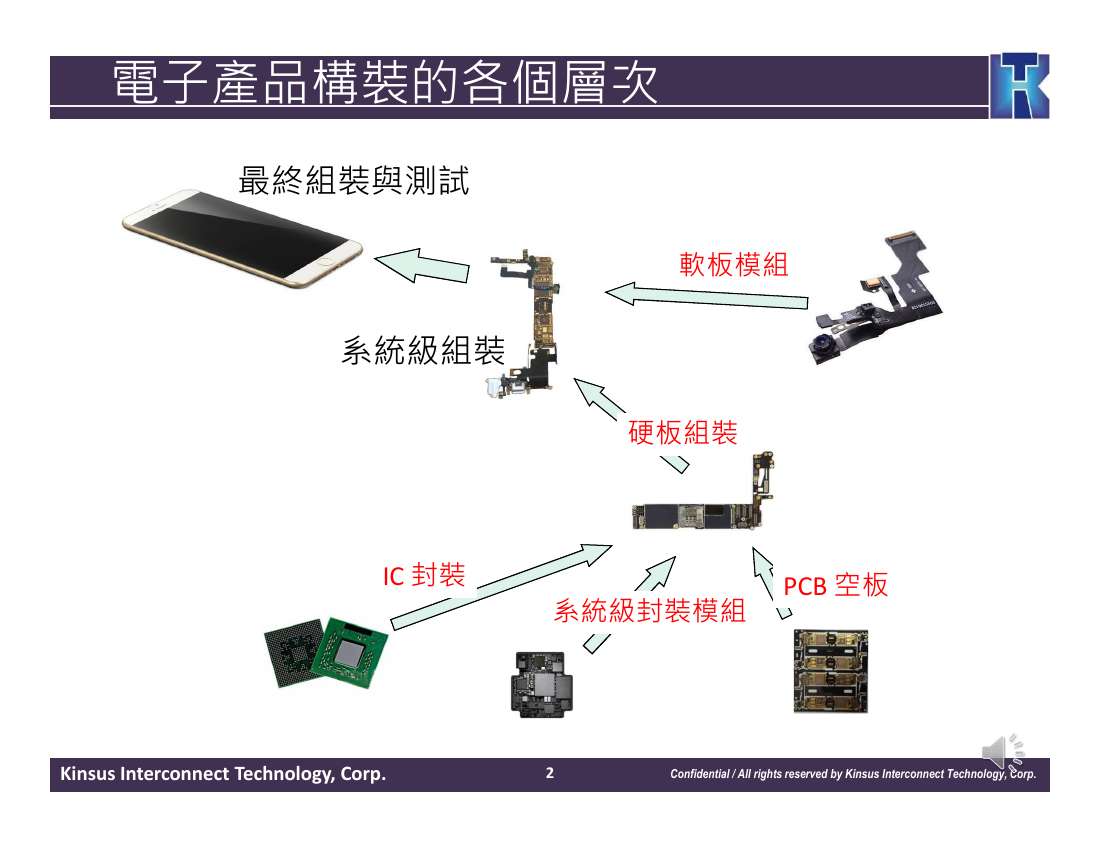 電子產品構裝的各個層次
最終組裝與測試
軟板模組
系統級組裝
硬板組裝
IC 封裝
系統級封裝模組
PCB 空板
Kinsus Interconnect Technology, Corp.
2
Confidential / All rights reserved by Kinsus Interconnect Technology, Corp.